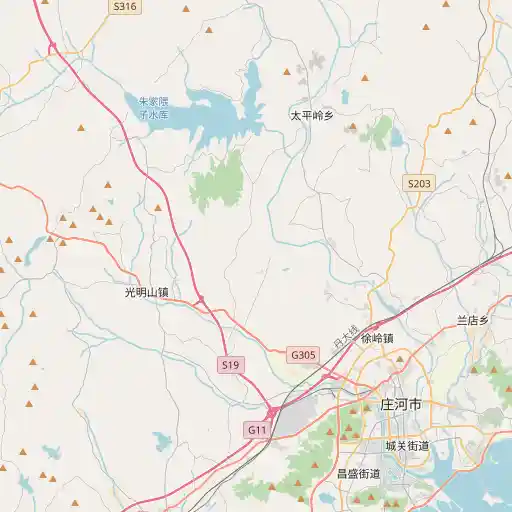 S316
朱隈
子水库
太平岭乡
S203
光明山镇
兰店乡
丹大线
徐岭镇
G305
S19
庄河市
G11
城关街道
昌盛街道